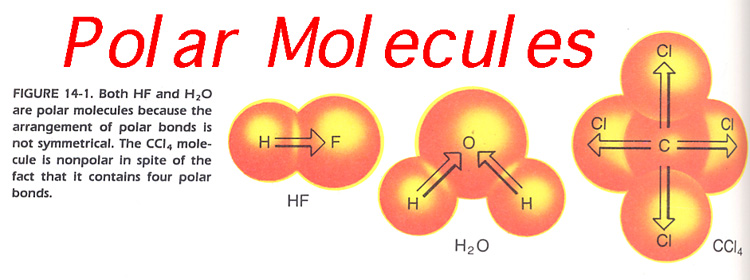 Polar Molecules
FIGURE 14-1. Both HF and H₂O
are polar molecules because the
arrangement of polar bonds is
not symmetrical. The CCl₄ mole-
cule is nonpolar in spite of the
fact that it contains four polar
bonds.
H F
HF
O
H H
H₂O
Cl
Cl C Cl
Cl
CCl₄